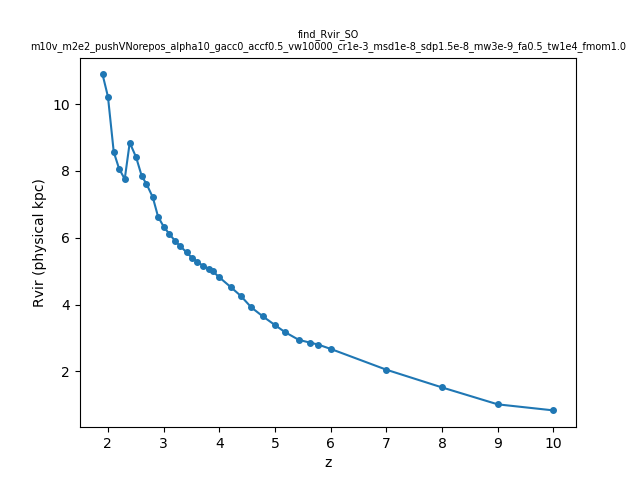 find_Rvir_SO
m10v_m2e2_pushVNorepos_alpha10_gacc0_accf0.5_vw10000_cr1e-3_msd1e-8_sdp1.5e-8_mw3e-9_fa0.5_tw1e4_fmom1.0
10
8
6
4
2
Rvir (physical kpc)
2 3 4 5 6 7 8 9 10
z